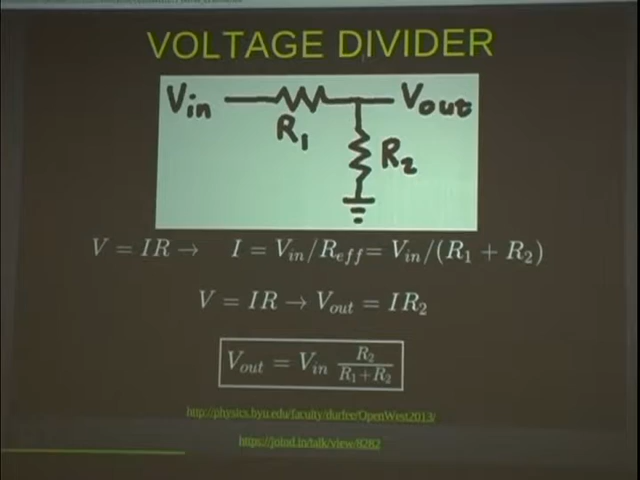 VOLTAGE DIVIDER
Vin Vout
R1
R2
V = IR → I = Vin/Reff = Vin/(R1 + R2)
V = IR → Vout = IR2
Vout = Vin R2/(R1+R2)
http://physics.byu.edu/faculty/durfee/OpenWest2013/
https://joind.in/talk/view/8282